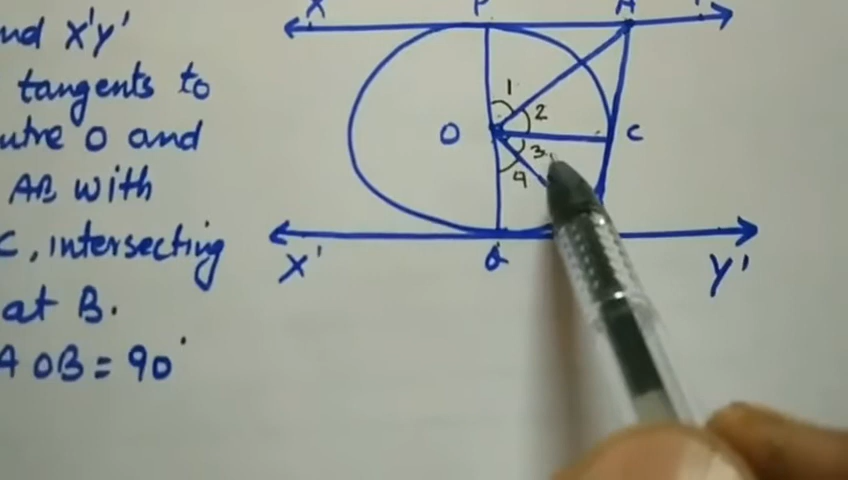 nd X'Y'
tangents to
ntre O and
AB with
C, intersecting
at B.
AOB = 90°
X P A
1
2
O C
3
4
X' Q Y'